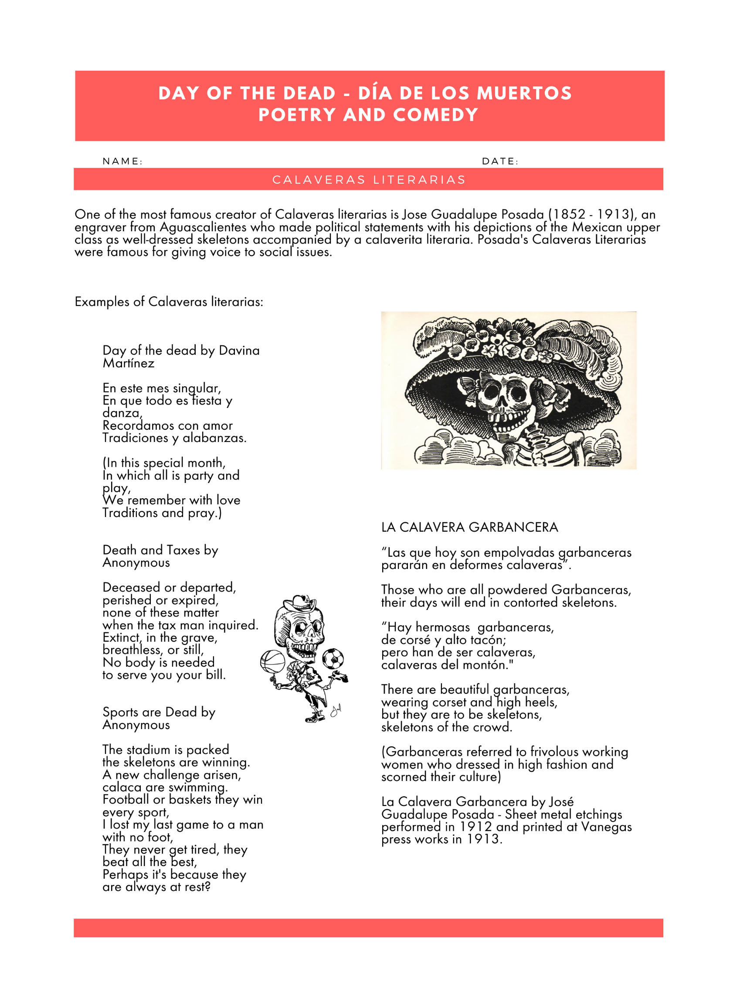 DAY OF THE DEAD - DÍA DE LOS MUERTOS
POETRY AND COMEDY
NAME:
DATE:
CALAVERAS LITERARIAS
One of the most famous creator of Calaveras literarias is Jose Guadalupe Posada (1852 - 1913), an
engraver from Aguascalientes who made political statements with his depictions of the Mexican upper
class as well-dressed skeletons accompanied by a calaverita literaria. Posada's Calaveras Literarias
were famous for giving voice to social issues.
Examples of Calaveras literarias:
Day of the dead by Davina
Martínez
En este mes singular,
En que todo es fiesta y
danza,
Recordamos con amor
Tradiciones y alabanzas.
(In this special month,
In which all is party and
play,
We remember with love
Traditions and pray.)
Death and Taxes by
Anonymous
Deceased or departed,
perished or expired,
none of these matter
when the tax man inquired.
Extinct, in the grave,
breathless, or still,
No body is needed
to serve you your bill.
Sports are Dead by
Anonymous
The stadium is packed
the skeletons are winning.
A new challenge arisen,
calaca are swimming.
Football or baskets they win
every sport,
I lost my last game to a man
with no foot,
They never get tired, they
beat all the best,
Perhaps it's because they
are always at rest?
LA CALAVERA GARBANCERA
“Las que hoy son empolvadas garbanceras
pararán en deformes calaveras”.
Those who are all powdered Garbanceras,
their days will end in contorted skeletons.
“Hay hermosas  garbanceras,
de corsé y alto tacón;
pero han de ser calaveras,
calaveras del montón."
There are beautiful garbanceras,
wearing corset and high heels,
but they are to be skeletons,
skeletons of the crowd.
(Garbanceras referred to frivolous working
women who dressed in high fashion and
scorned their culture)
La Calavera Garbancera by José
Guadalupe Posada - Sheet metal etchings
performed in 1912 and printed at Vanegas
press works in 1913.